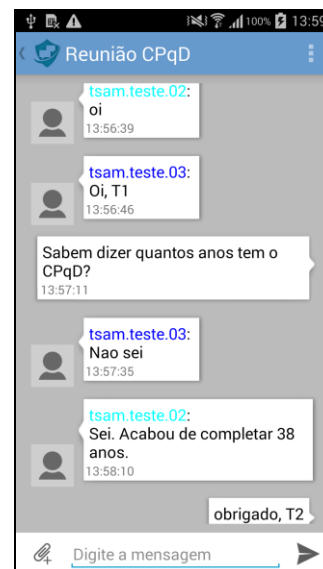 100% 13:59
Reunião CPqD
tsam.teste.02:
oi
13:56:39
tsam.teste.03:
Oi, T1
13:56:46
Sabem dizer quantos anos tem o
CPqD?
13:57:11
tsam.teste.03:
Nao sei
13:57:35
tsam.teste.02:
Sei. Acabou de completar 38
anos.
13:58:10
obrigado, T2
Digite a mensagem